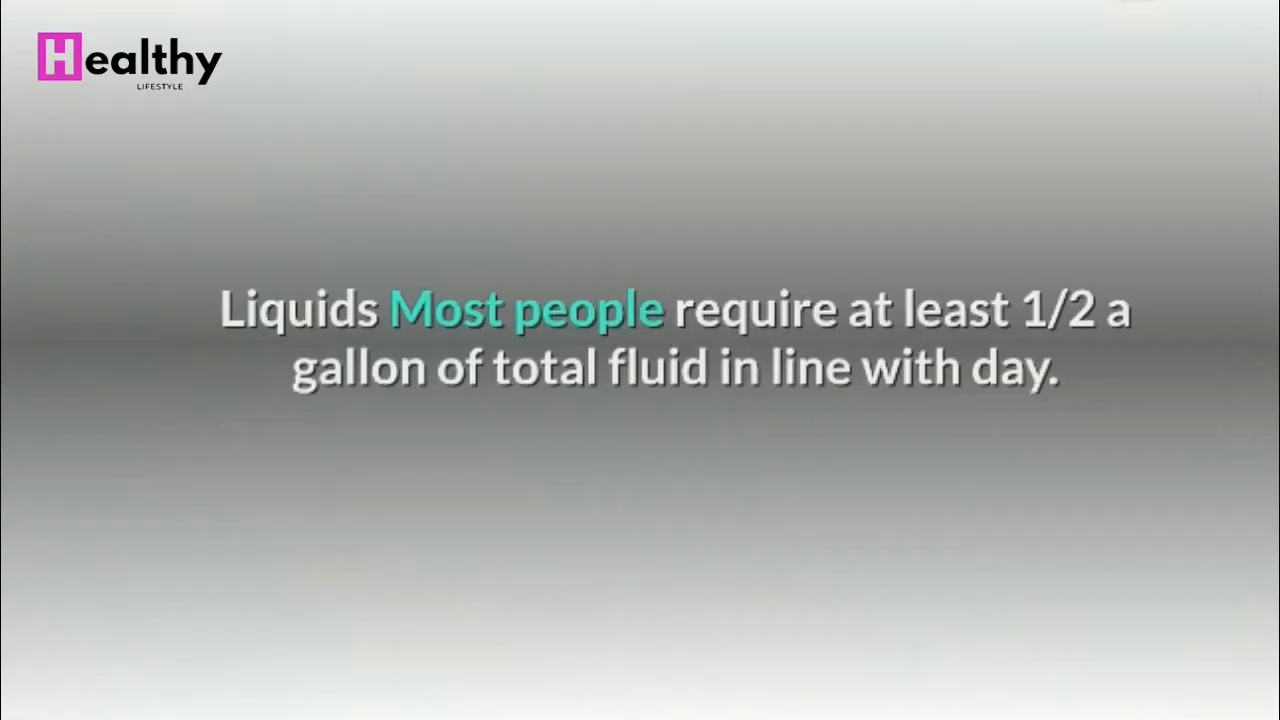 Healthy
LIFESTYLE
Liquids Most people require at least 1/2 a
gallon of total fluid in line with day.